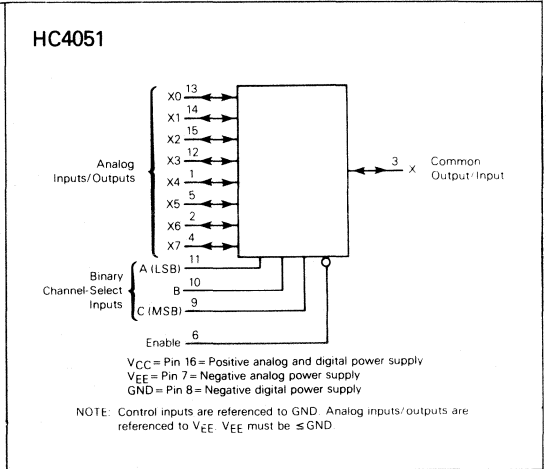 HC4051
X0 13
X1 14
X2 15
X3 12
X4 1
X5 5
X6 2
X7 4
Analog
Inputs/Outputs
3 X Common
Output/Input
Binary
Channel-Select
Inputs
A (LSB) 11
B 10
C (MSB) 9
Enable 6
VCC = Pin 16 = Positive analog and digital power supply
VEE = Pin 7 = Negative analog power supply
GND = Pin 8 = Negative digital power supply
NOTE: Control inputs are referenced to GND. Analog inputs/outputs are
referenced to VEE. VEE must be ≤ GND.